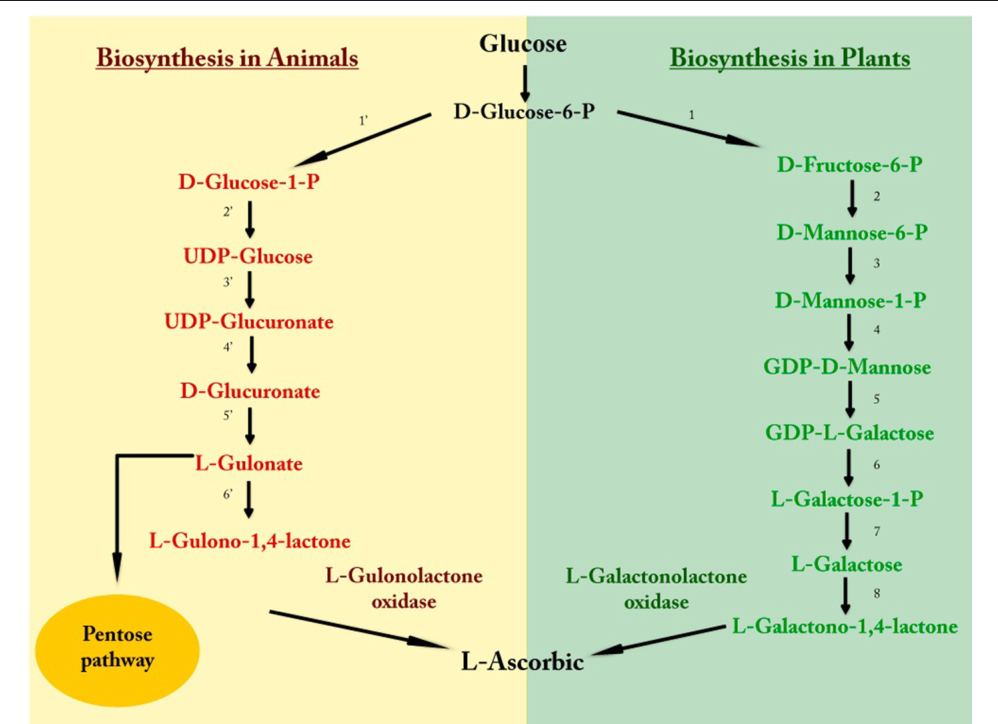 Glucose
Biosynthesis in Animals
Biosynthesis in Plants
D-Glucose-6-P
1'
1
D-Glucose-1-P
2'
UDP-Glucose
3'
UDP-Glucuronate
4'
D-Glucuronate
5'
L-Gulonate
6'
L-Gulono-1,4-lactone
L-Gulonolactone
oxidase
Pentose
pathway
D-Fructose-6-P
2
D-Mannose-6-P
3
D-Mannose-1-P
4
GDP-D-Mannose
5
GDP-L-Galactose
6
L-Galactose-1-P
7
L-Galactose
8
L-Galactono-1,4-lactone
L-Galactonolactone
oxidase
L-Ascorbic